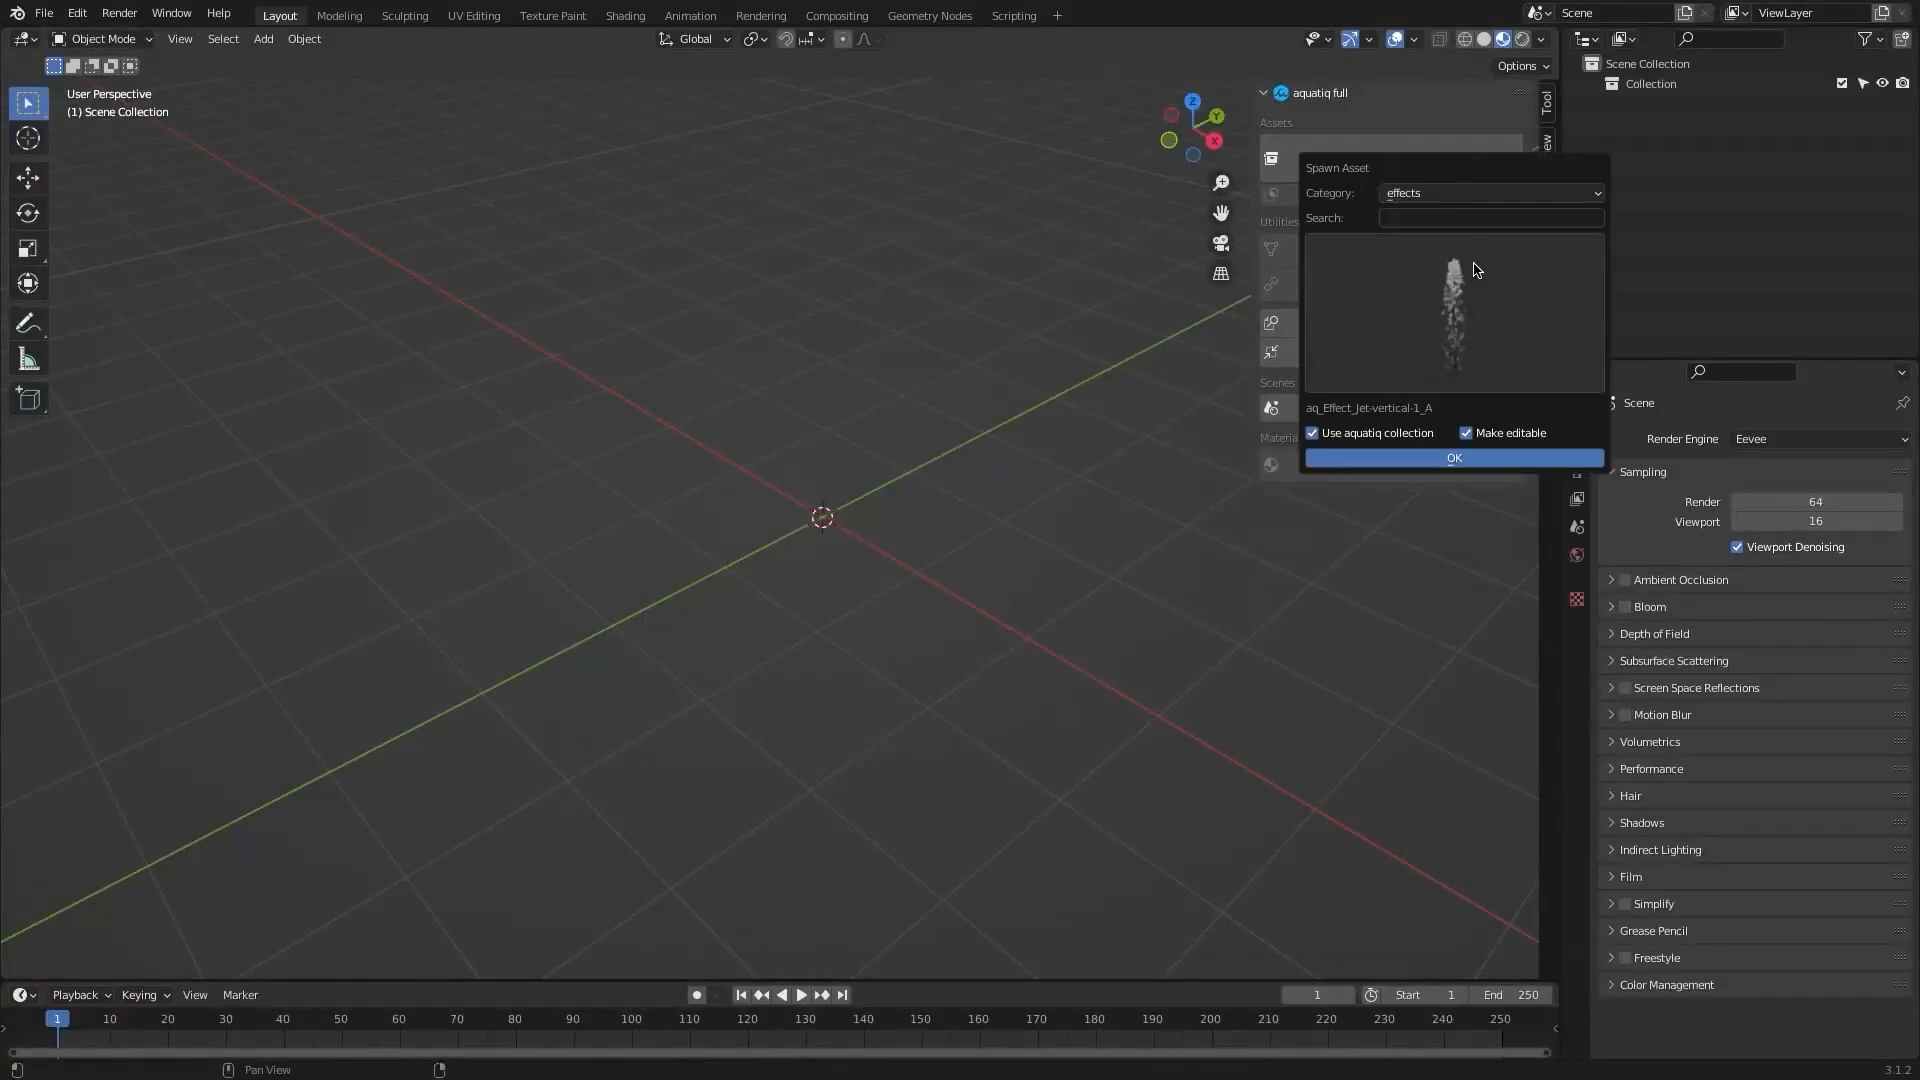 File Edit Render Window Help
Layout Modeling Sculpting UV Editing Texture Paint Shading Animation Rendering Compositing Geometry Nodes Scripting +
Scene
ViewLayer
Object Mode View Select Add Object
Global
Options
User Perspective
(1) Scene Collection
Z
Y
X
aquatiq full
Assets
Utilities
Scenes
Tool
Spawn Asset
Category: effects
Search:
aq_Effect_Jet-vertical-1_A
Use aquatiq collection Make editable
OK
Scene Collection
Collection
Scene
Render Engine Eevee
Sampling
Render 64
Viewport 16
Viewport Denoising
Ambient Occlusion
Bloom
Depth of Field
Subsurface Scattering
Screen Space Reflections
Motion Blur
Volumetrics
Performance
Hair
Shadows
Indirect Lighting
Film
Simplify
Grease Pencil
Freestyle
Color Management
Playback Keying View Marker
1 Start 1 End 250
1 10 20 30 40 50 60 70 80 90 100 110 120 130 140 150 160 170 180 190 200 210 220 230 240 250
Pan View
3.1.2